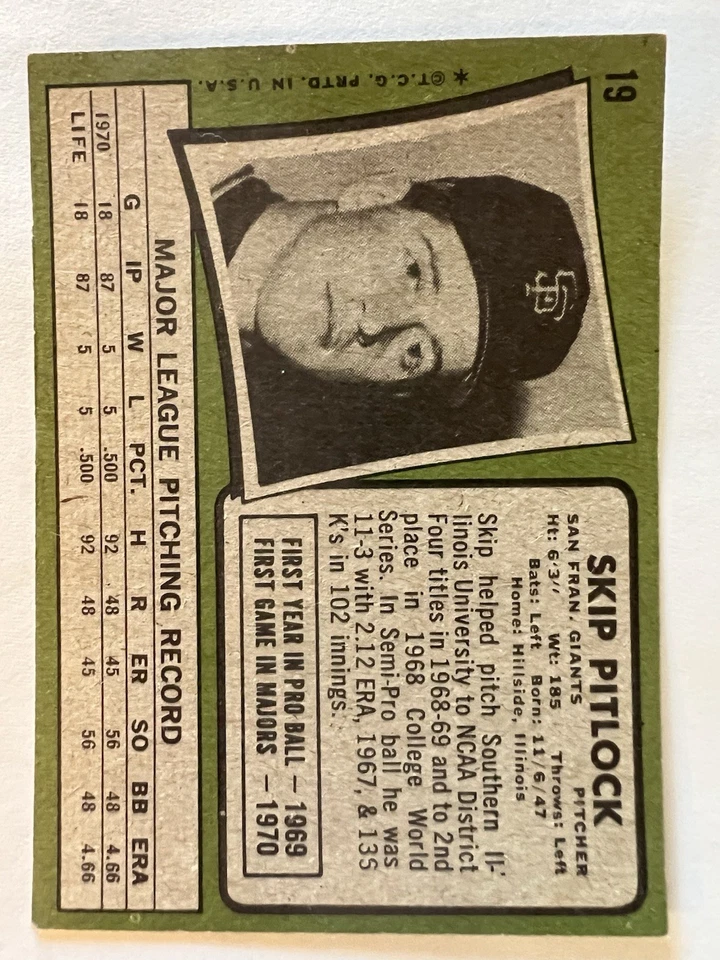 19
SKIP PITLOCK
SAN FRAN. GIANTS PITCHER
Ht: 6'3" Wt: 185 Throws: Left
Bats: Left Born: 11/6/47
Home: Hillside, Illinois
Skip helped pitch Southern Il-
linois University to NCAA District
Four titles in 1968-69 and to 2nd
place in 1968 College World
Series. In Semi-Pro ball he was
11-3 with 2.12 ERA, 1967, & 135
K's in 102 innings.
FIRST YEAR IN PRO BALL — 1969
FIRST GAME IN MAJORS — 1970
SF
MAJOR LEAGUE PITCHING RECORD
G IP W L PCT. H R ER SO BB ERA
1970 18 87 5 5 .500 92 48 45 56 48 4.66
LIFE 18 87 5 5 .500 92 48 45 56 48 4.66
* ©T.C.G. PRTD. IN U.S.A.